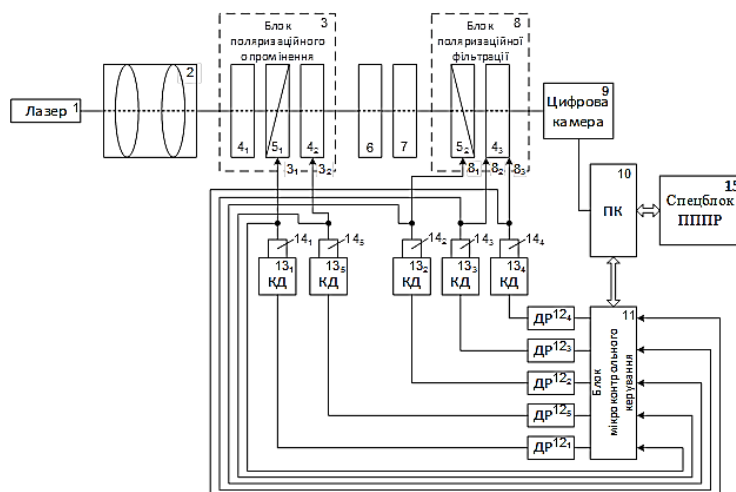 3
Блок
поляризаційного
опромінення
8
Блок
поляризаційної
фільтрації
Лазер 1
2
4₁
5₁
4₂
6
7
5₂
4₃
9
Цифрова
камера
3₁
3₂
8₁
8₂
8₃
10
ПК
15
Спецблок
ПППР
14₁
14₅
14₂
14₃
14₄
13₁
КД
13₅
КД
13₂
КД
13₃
КД
13₄
КД
11
Блок
мікроконтрольного
керування
ДР 12₄
ДР 12₃
ДР 12₂
ДР 12₅
ДР 12₁